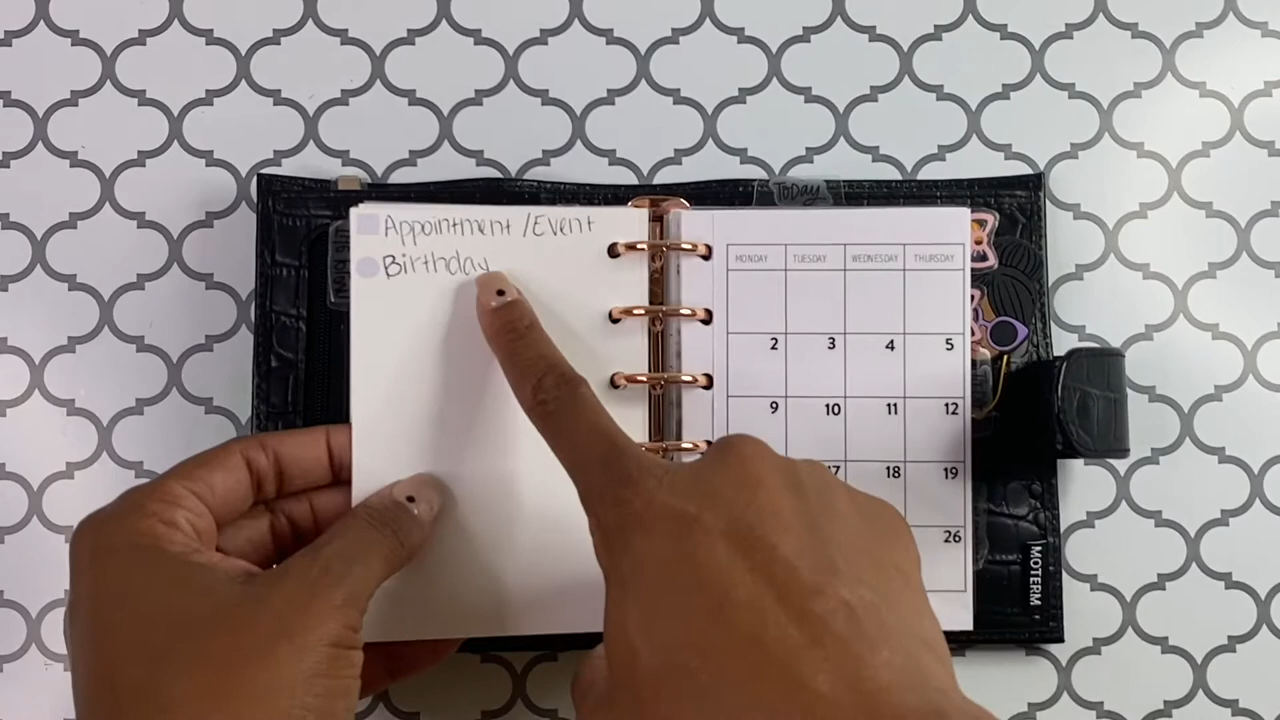 Today
Appointment /Event
Birthday
MONDAY TUESDAY WEDNESDAY THURSDAY
2 3 4 5
9 10 11 12
17 18 19
26
MOTERM